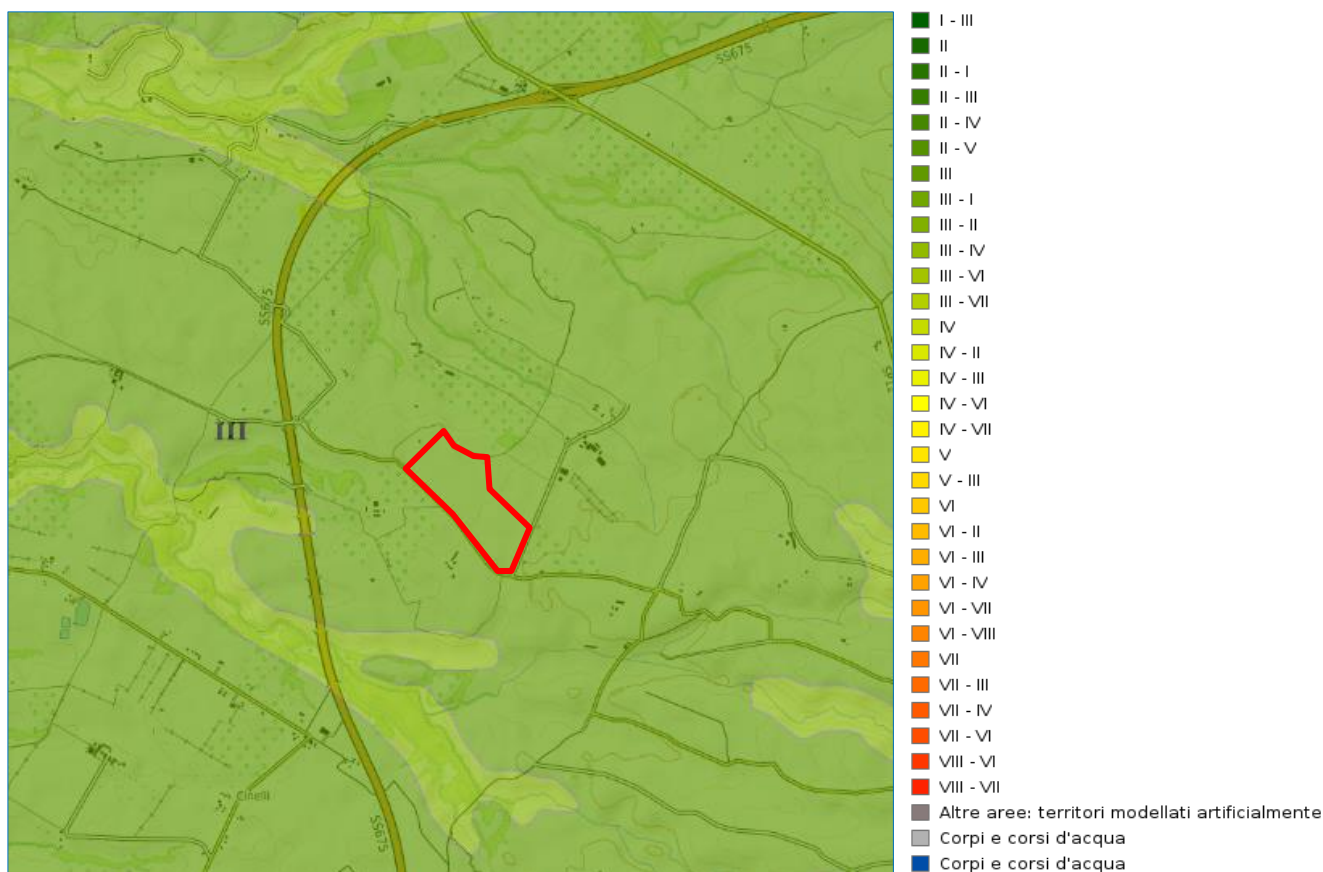 SS675
SS675
III
Cinelli
SS675
I - III
II
II - I
II - III
II - IV
II - V
III
III - I
III - II
III - IV
III - VI
III - VII
IV
IV - II
IV - III
IV - VI
IV - VII
V
V - III
VI
VI - II
VI - III
VI - IV
VI - VII
VI - VIII
VII
VII - III
VII - IV
VII - VI
VIII - VI
VIII - VII
Altre aree: territori modellati artificialmente
Corpi e corsi d'acqua
Corpi e corsi d'acqua